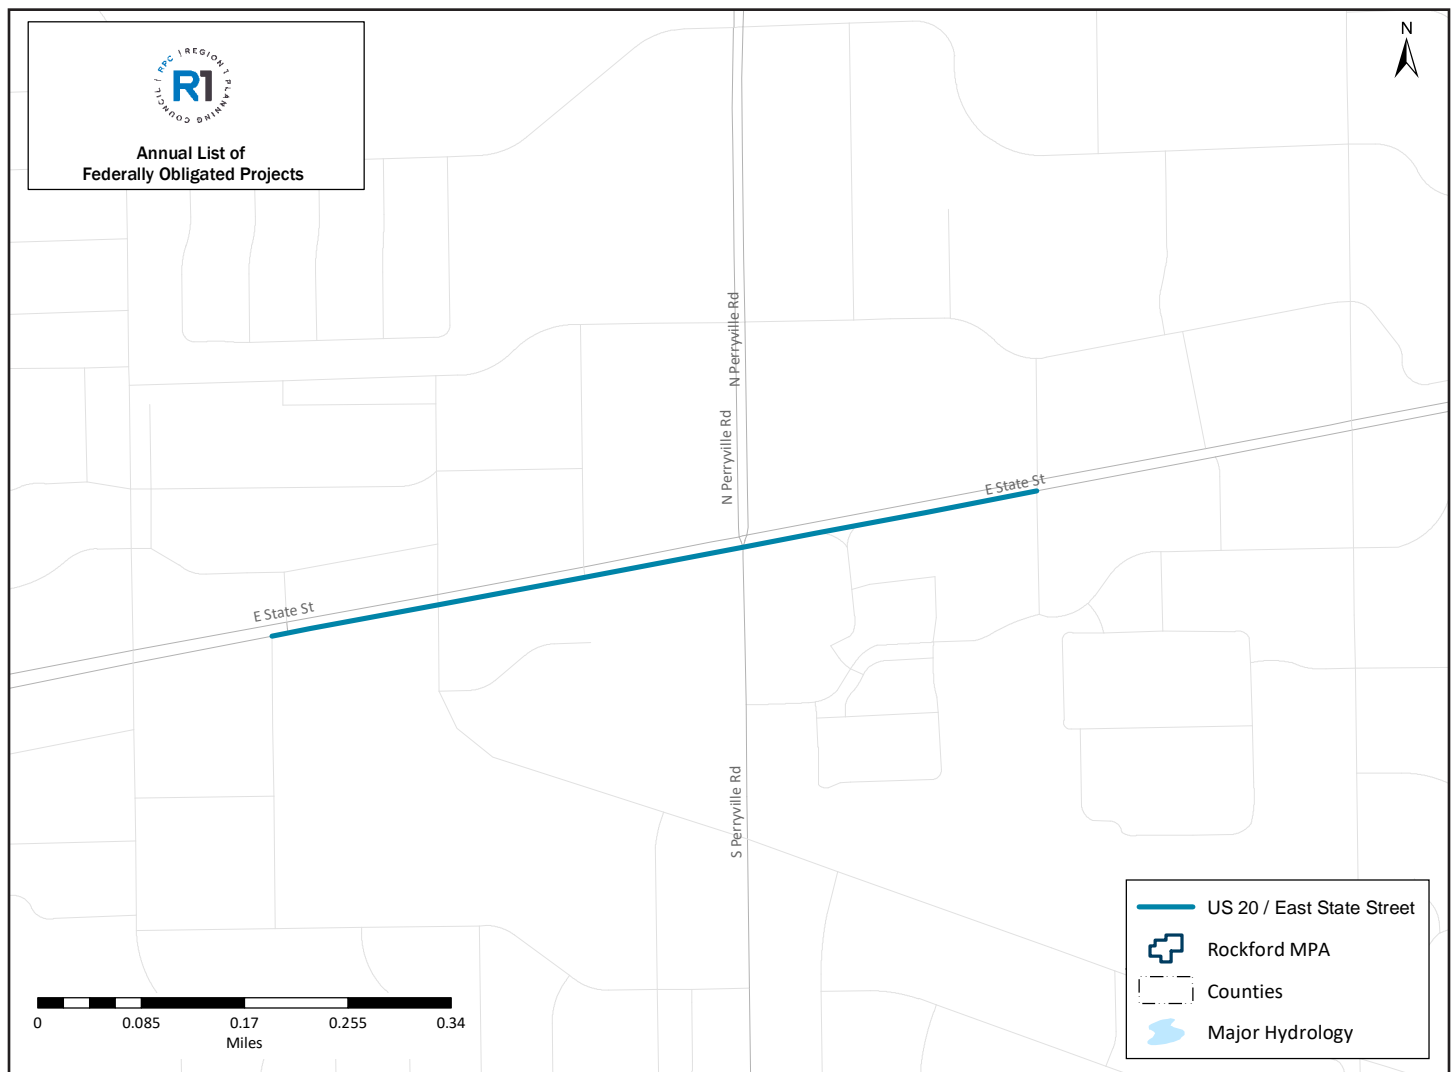 RPC | REGION 1 PLANNING COUNCIL |
R1
Annual List of
Federally Obligated Projects
N
N Perryville Rd
N Perryville Rd
E State St
E State St
S Perryville Rd
US 20 / East State Street
Rockford MPA
Counties
Major Hydrology
0 0.085 0.17 0.255 0.34
Miles